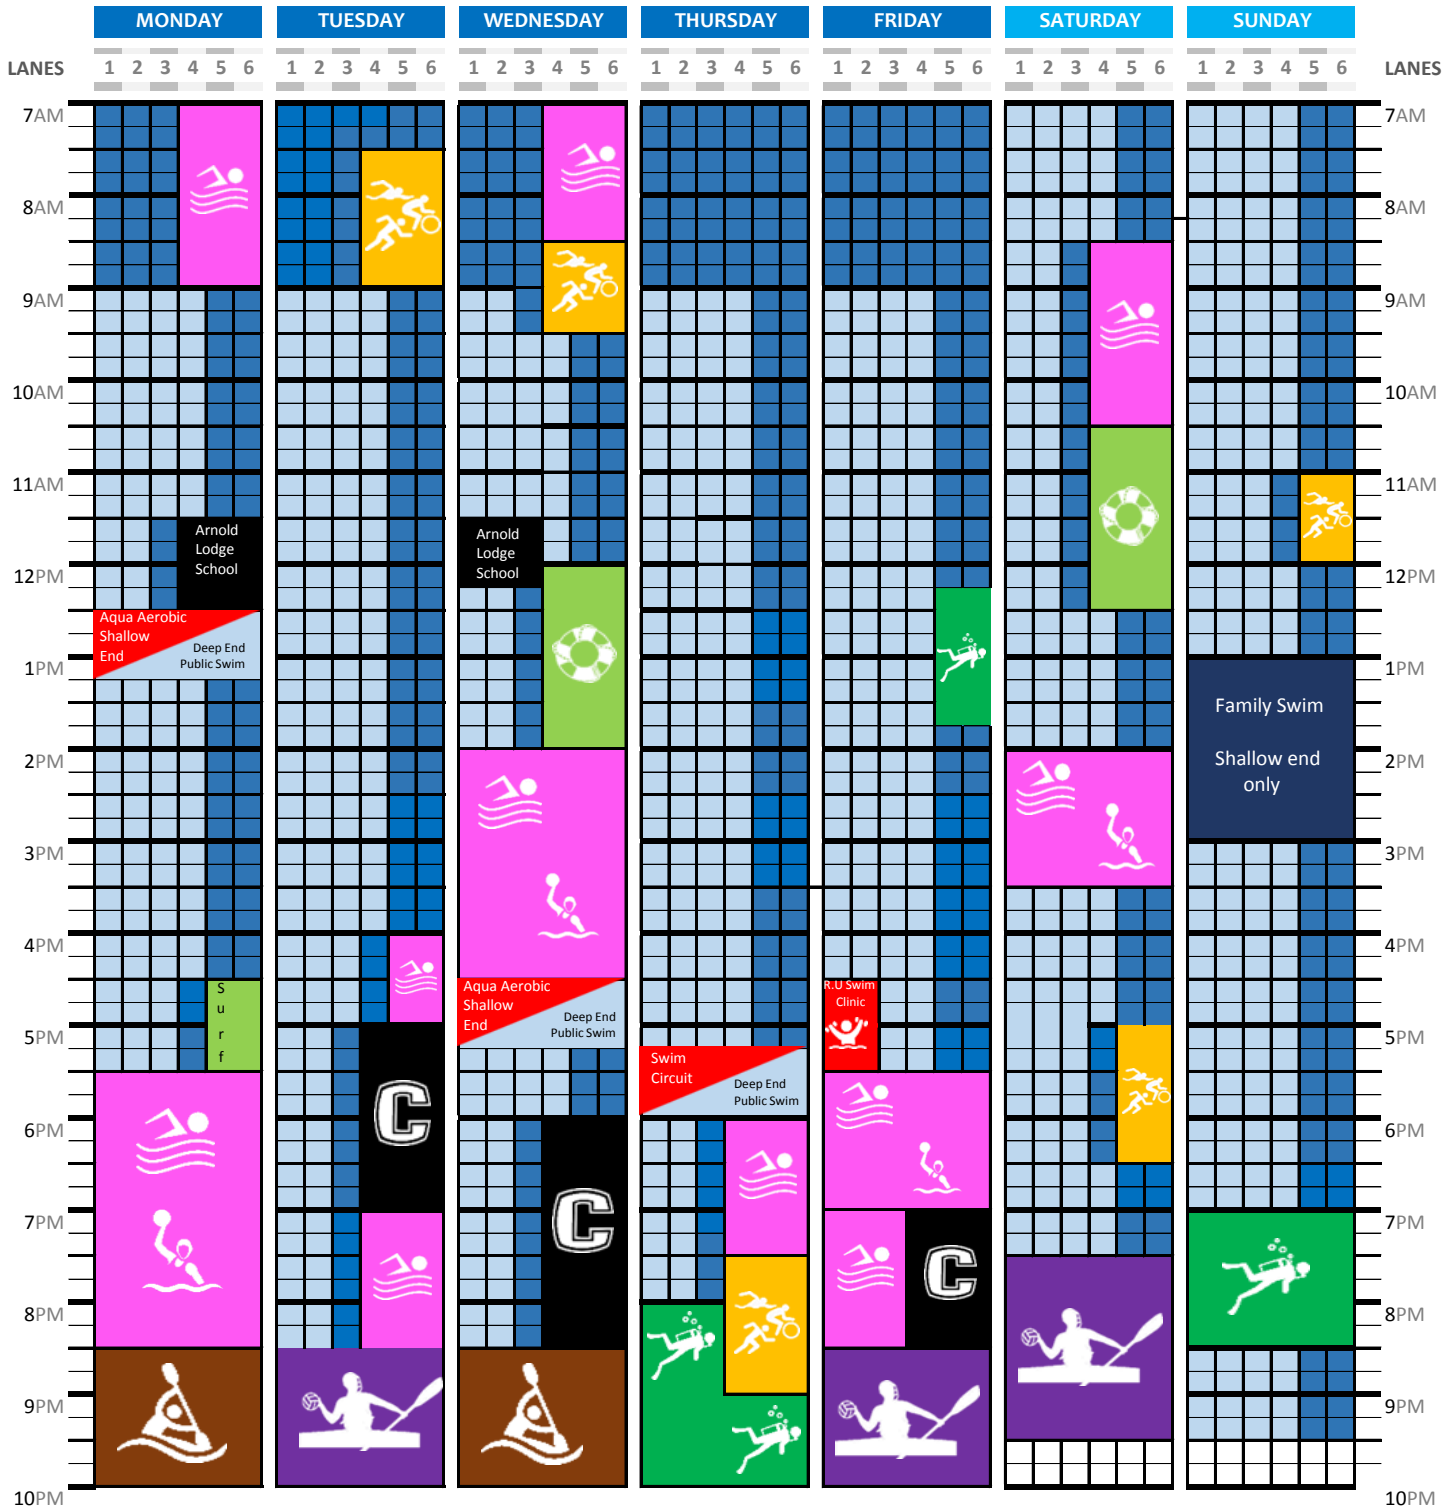 MONDAY TUESDAY WEDNESDAY THURSDAY FRIDAY SATURDAY SUNDAY
LANES 1 2 3 4 5 6 1 2 3 4 5 6 1 2 3 4 5 6 1 2 3 4 5 6 1 2 3 4 5 6 1 2 3 4 5 6 1 2 3 4 5 6 LANES
7AM 7AM
8AM 8AM
9AM 9AM
10AM 10AM
11AM 11AM
Arnold
Lodge
School
Arnold
Lodge
School
12PM 12PM
Aqua Aerobic
Shallow
End
Deep End
Public Swim
1PM 1PM
Family Swim
Shallow end
only
2PM 2PM
3PM 3PM
4PM 4PM
S
u
r
f
Aqua Aerobic
Shallow
End
Deep End
Public Swim
R.U Swim
Clinic
5PM 5PM
Swim
Circuit
Deep End
Public Swim
C
6PM 6PM
C
7PM 7PM
C
8PM 8PM
9PM 9PM
10PM 10PM